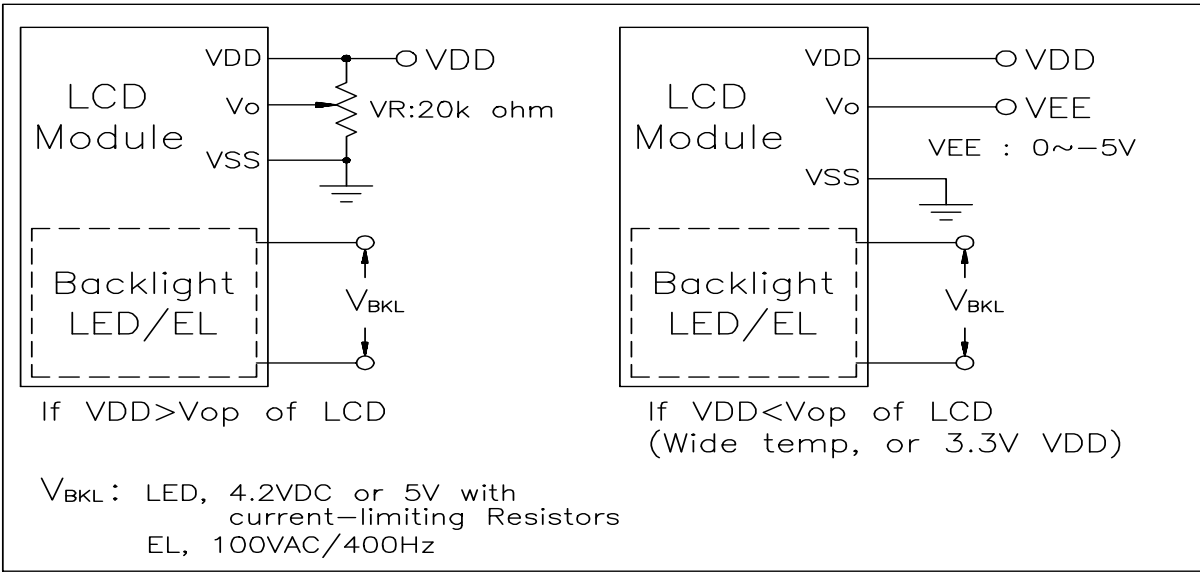 VDD
VDD
LCD
Module
Vo
VR:20k ohm
VSS
Backlight
LED/EL
VBKL
If VDD>Vop of LCD
VDD
VDD
LCD
Module
Vo
VEE
VEE : 0~-5V
VSS
Backlight
LED/EL
VBKL
If VDD<Vop of LCD
(Wide temp, or 3.3V VDD)
VBKL: LED, 4.2VDC or 5V with
current-limiting Resistors
EL, 100VAC/400Hz